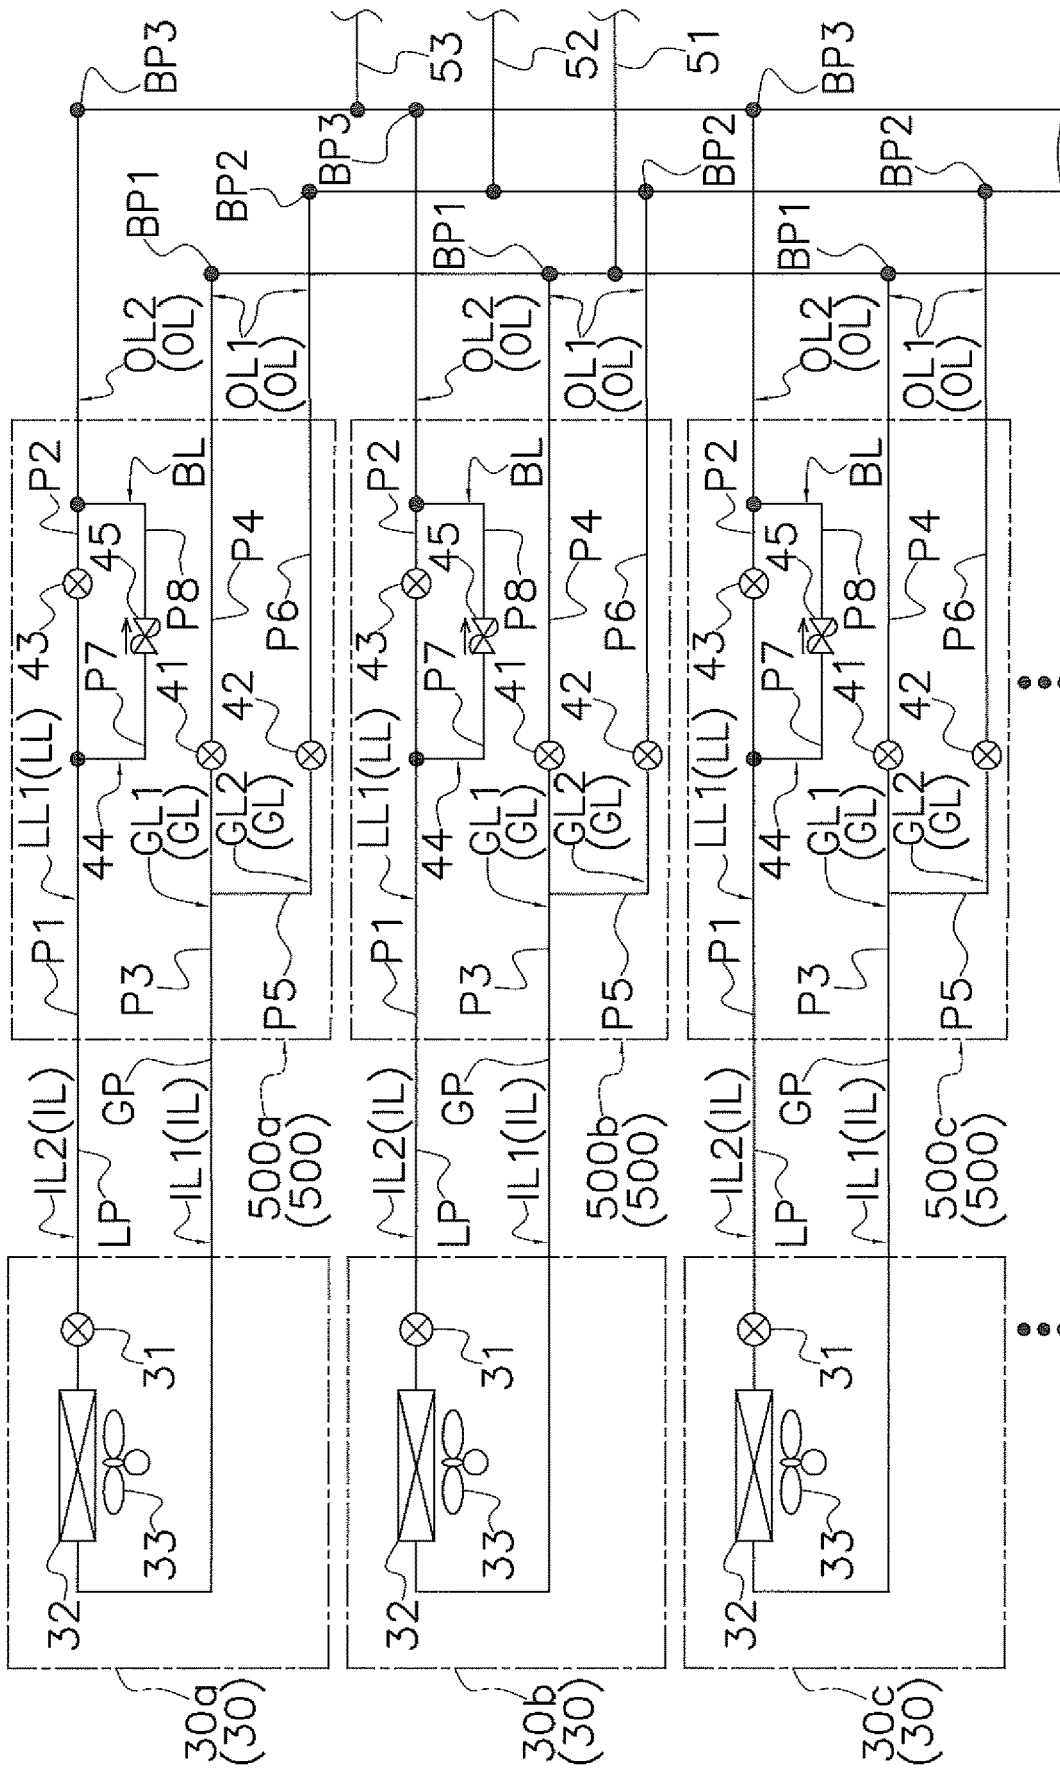 30a
(30)
32
33
31
IL2(IL)
LP
GP
IL1(IL)
500a
(500)
P1
LL1(LL)
43
P2
OL2
(OL)
BP1
BP3
P3
44
P7
45
BL
P8
GL1
(GL)
41
P4
OL1
(OL)
BP2
P5
GL2
(GL)
42
P6
53
52
51
30b
(30)
32
33
31
IL2(IL)
LP
GP
IL1(IL)
500b
(500)
P1
LL1(LL)
43
P2
OL2
(OL)
BP1
BP3
P3
44
P7
45
BL
P8
GL1
(GL)
41
P4
OL1
(OL)
BP2
P5
GL2
(GL)
42
P6
30c
(30)
32
33
31
IL2(IL)
LP
GP
IL1(IL)
500c
(500)
P1
LL1(LL)
43
P2
OL2
(OL)
BP1
BP3
P3
44
P7
45
BL
P8
GL1
(GL)
41
P4
OL1
(OL)
BP2
P5
GL2
(GL)
42
P6